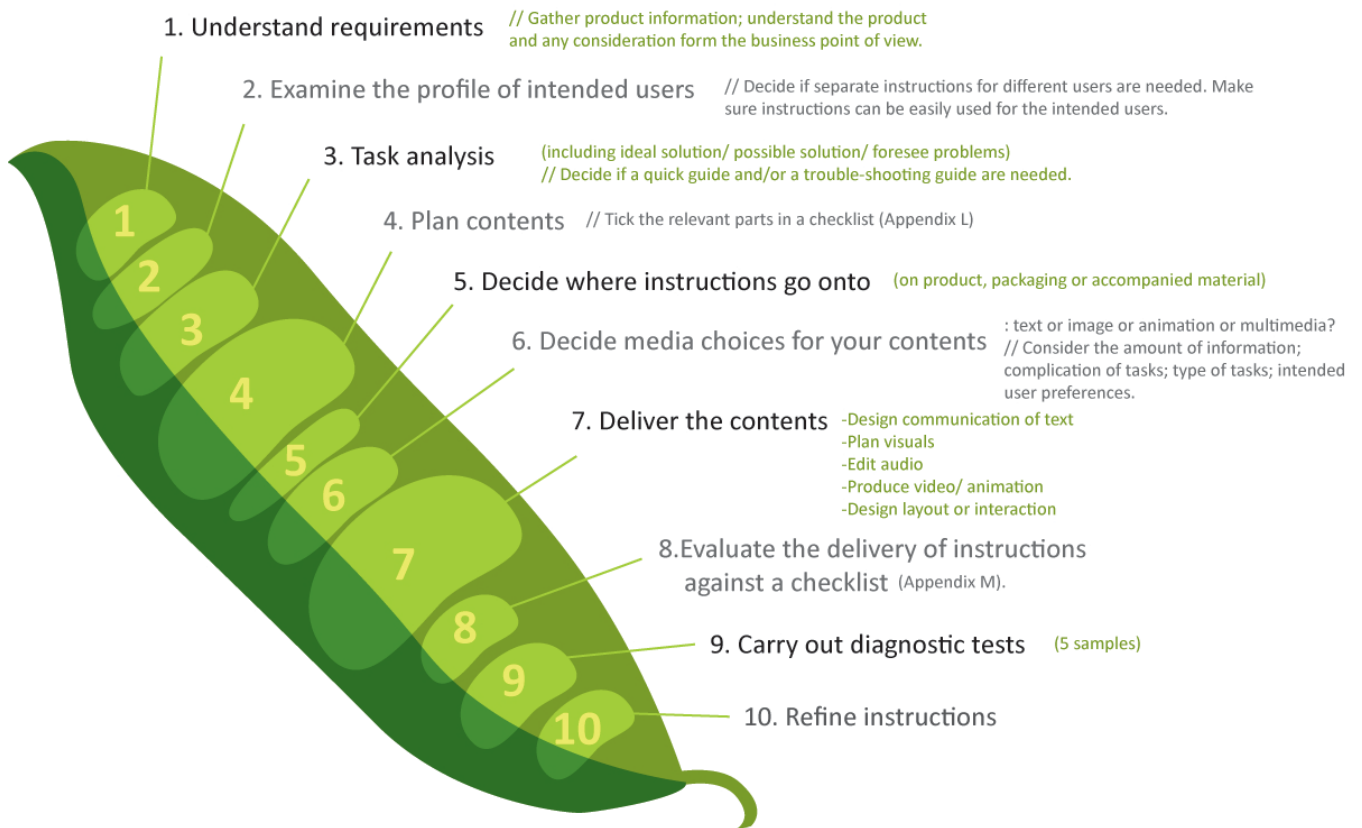 1. Understand requirements
// Gather product information; understand the product
and any consideration form the business point of view.
2. Examine the profile of intended users
// Decide if separate instructions for different users are needed. Make
sure instructions can be easily used for the intended users.
3. Task analysis
(including ideal solution/ possible solution/ foresee problems)
// Decide if a quick guide and/or a trouble-shooting guide are needed.
4. Plan contents
// Tick the relevant parts in a checklist (Appendix L)
5. Decide where instructions go onto
(on product, packaging or accompanied material)
6. Decide media choices for your contents
: text or image or animation or multimedia?
// Consider the amount of information;
complication of tasks; type of tasks; intended
user preferences.
7. Deliver the contents
-Design communication of text
-Plan visuals
-Edit audio
-Produce video/ animation
-Design layout or interaction
8.Evaluate the delivery of instructions
against a checklist (Appendix M).
9. Carry out diagnostic tests
(5 samples)
10. Refine instructions
1
2
3
4
5
6
7
8
9
10